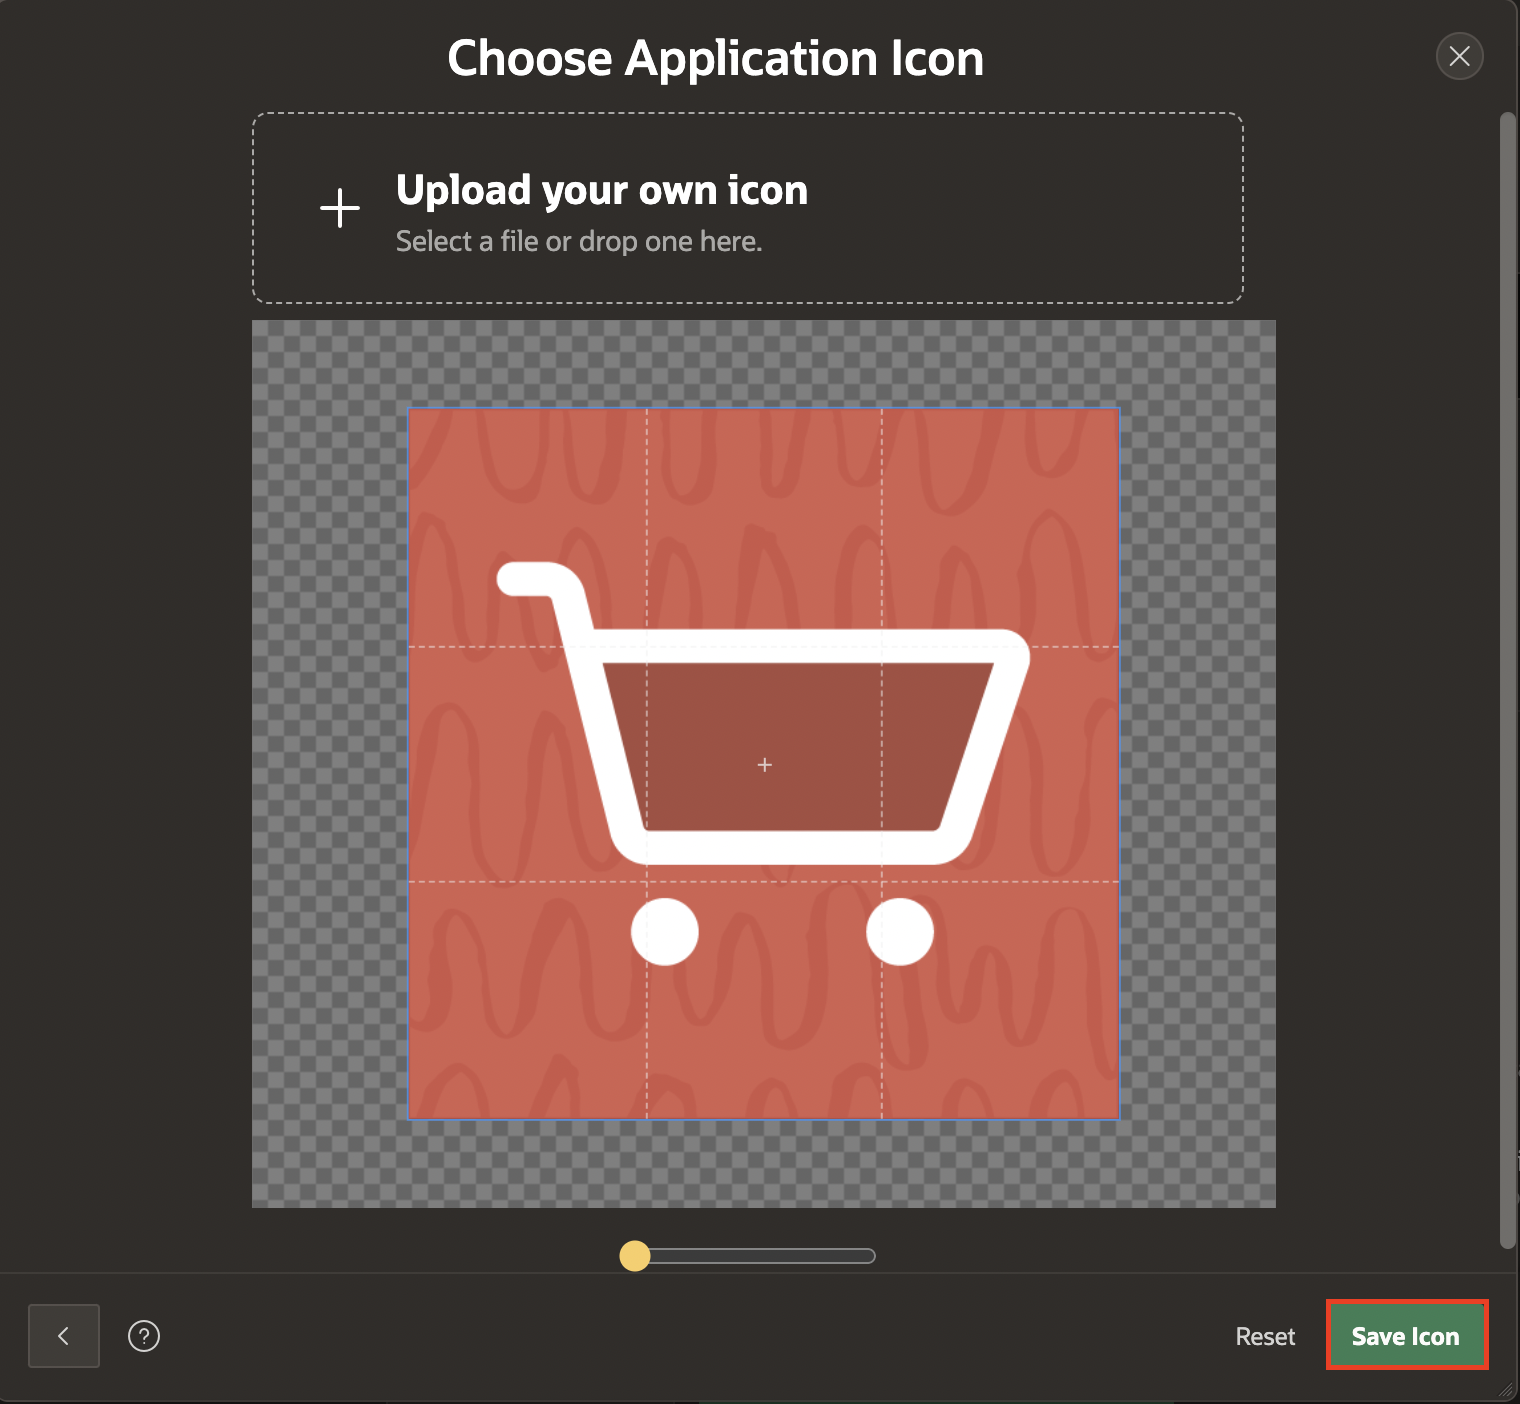 Choose Application Icon
Upload your own icon
Select a file or drop one here.
Reset
Save Icon